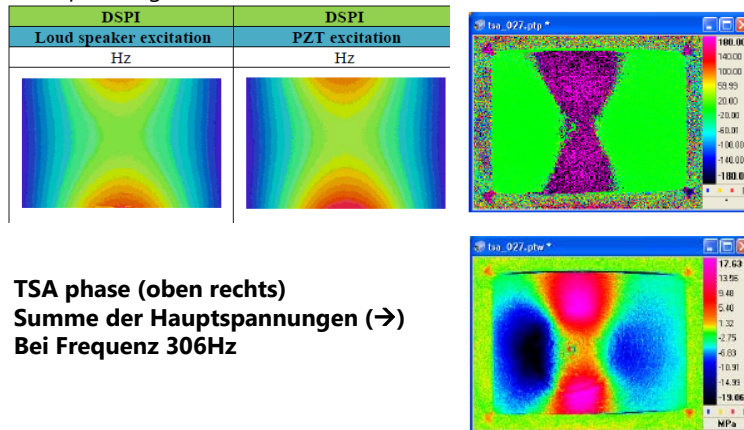 DSPI DSPI
Loud speaker excitation PZT excitation
Hz Hz
TSA phase (oben rechts)
Summe der Hauptspannungen (→)
Bei Frequenz 306Hz
tsa_027.ptp *
180.00
140.00
100.00
59.99
20.00
-20.00
-60.01
-100.00
-140.00
-180.0
-
tsa_027.ptw *
17.63
13.55
9.48
5.40
1.32
-2.75
-6.83
-10.91
-14.99
-19.06
MPa